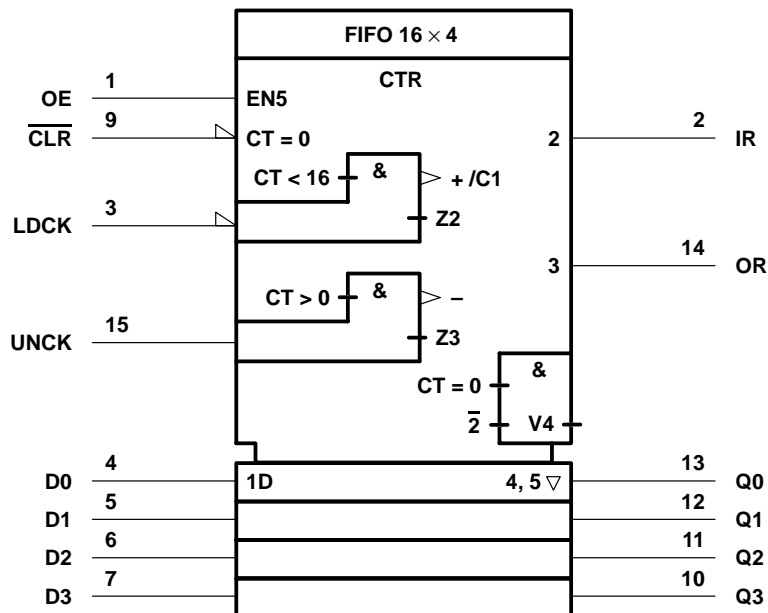 FIFO 16 × 4
CTR
OE 1 EN5
C̅L̅R̅ 9 CT = 0 2 2 IR
CT < 16 & + /C1
LDCK 3 Z2
3 14 OR
CT > 0 & –
UNCK 15 Z3
&
CT = 0
2̅ V4
D0 4 1D 4, 5 ▽ 13 Q0
D1 5 12 Q1
D2 6 11 Q2
D3 7 10 Q3